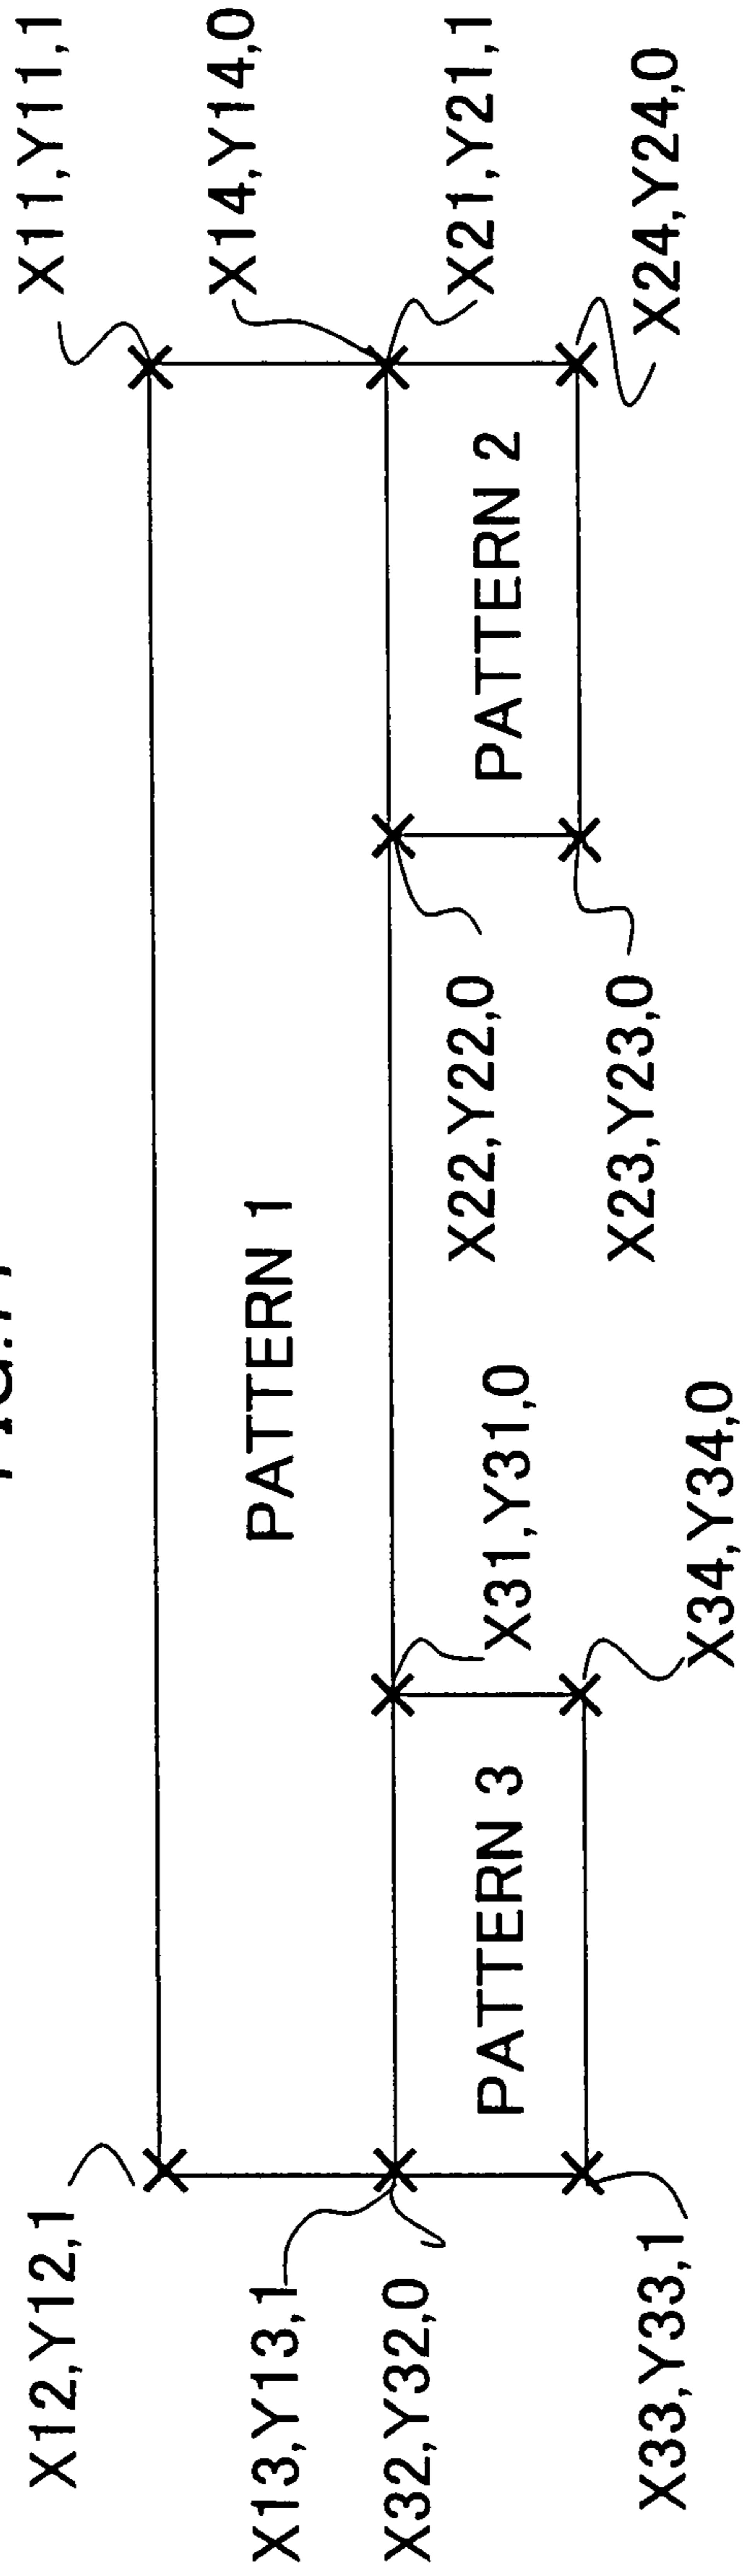 X12,Y12,1
X11,Y11,1
X13,Y13,1
PATTERN 1
X14,Y14,0
X32,Y32,0
PATTERN 3
X31,Y31,0
X22,Y22,0
PATTERN 2
X21,Y21,1
X33,Y33,1
X34,Y34,0
X23,Y23,0
X24,Y24,0